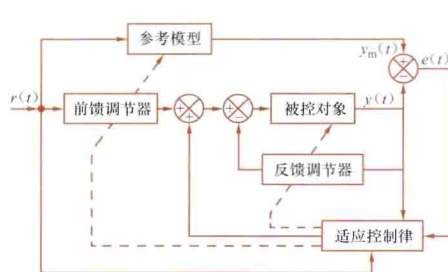 参考模型
y_m(t)
e(t)
r(t)
前馈调节器
+
+
+
−
被控对象
y(t)
+
−
反馈调节器
适应控制律